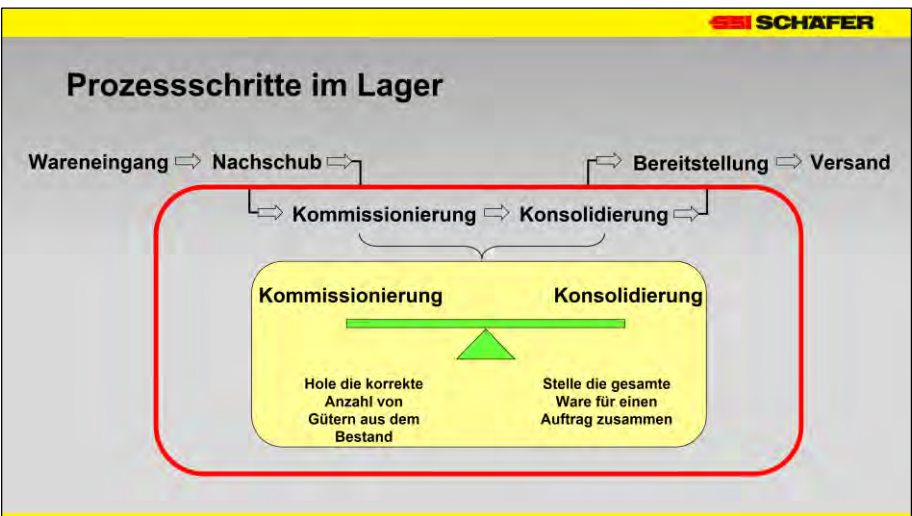 SSI SCHÄFER
Prozessschritte im Lager
Wareneingang ⇨ Nachschub ⇨
⇨ Bereitstellung ⇨ Versand
⇨ Kommissionierung ⇨ Konsolidierung ⇨
Kommissionierung
Konsolidierung
Hole die korrekte
Anzahl von
Gütern aus dem
Bestand
Stelle die gesamte
Ware für einen
Auftrag zusammen